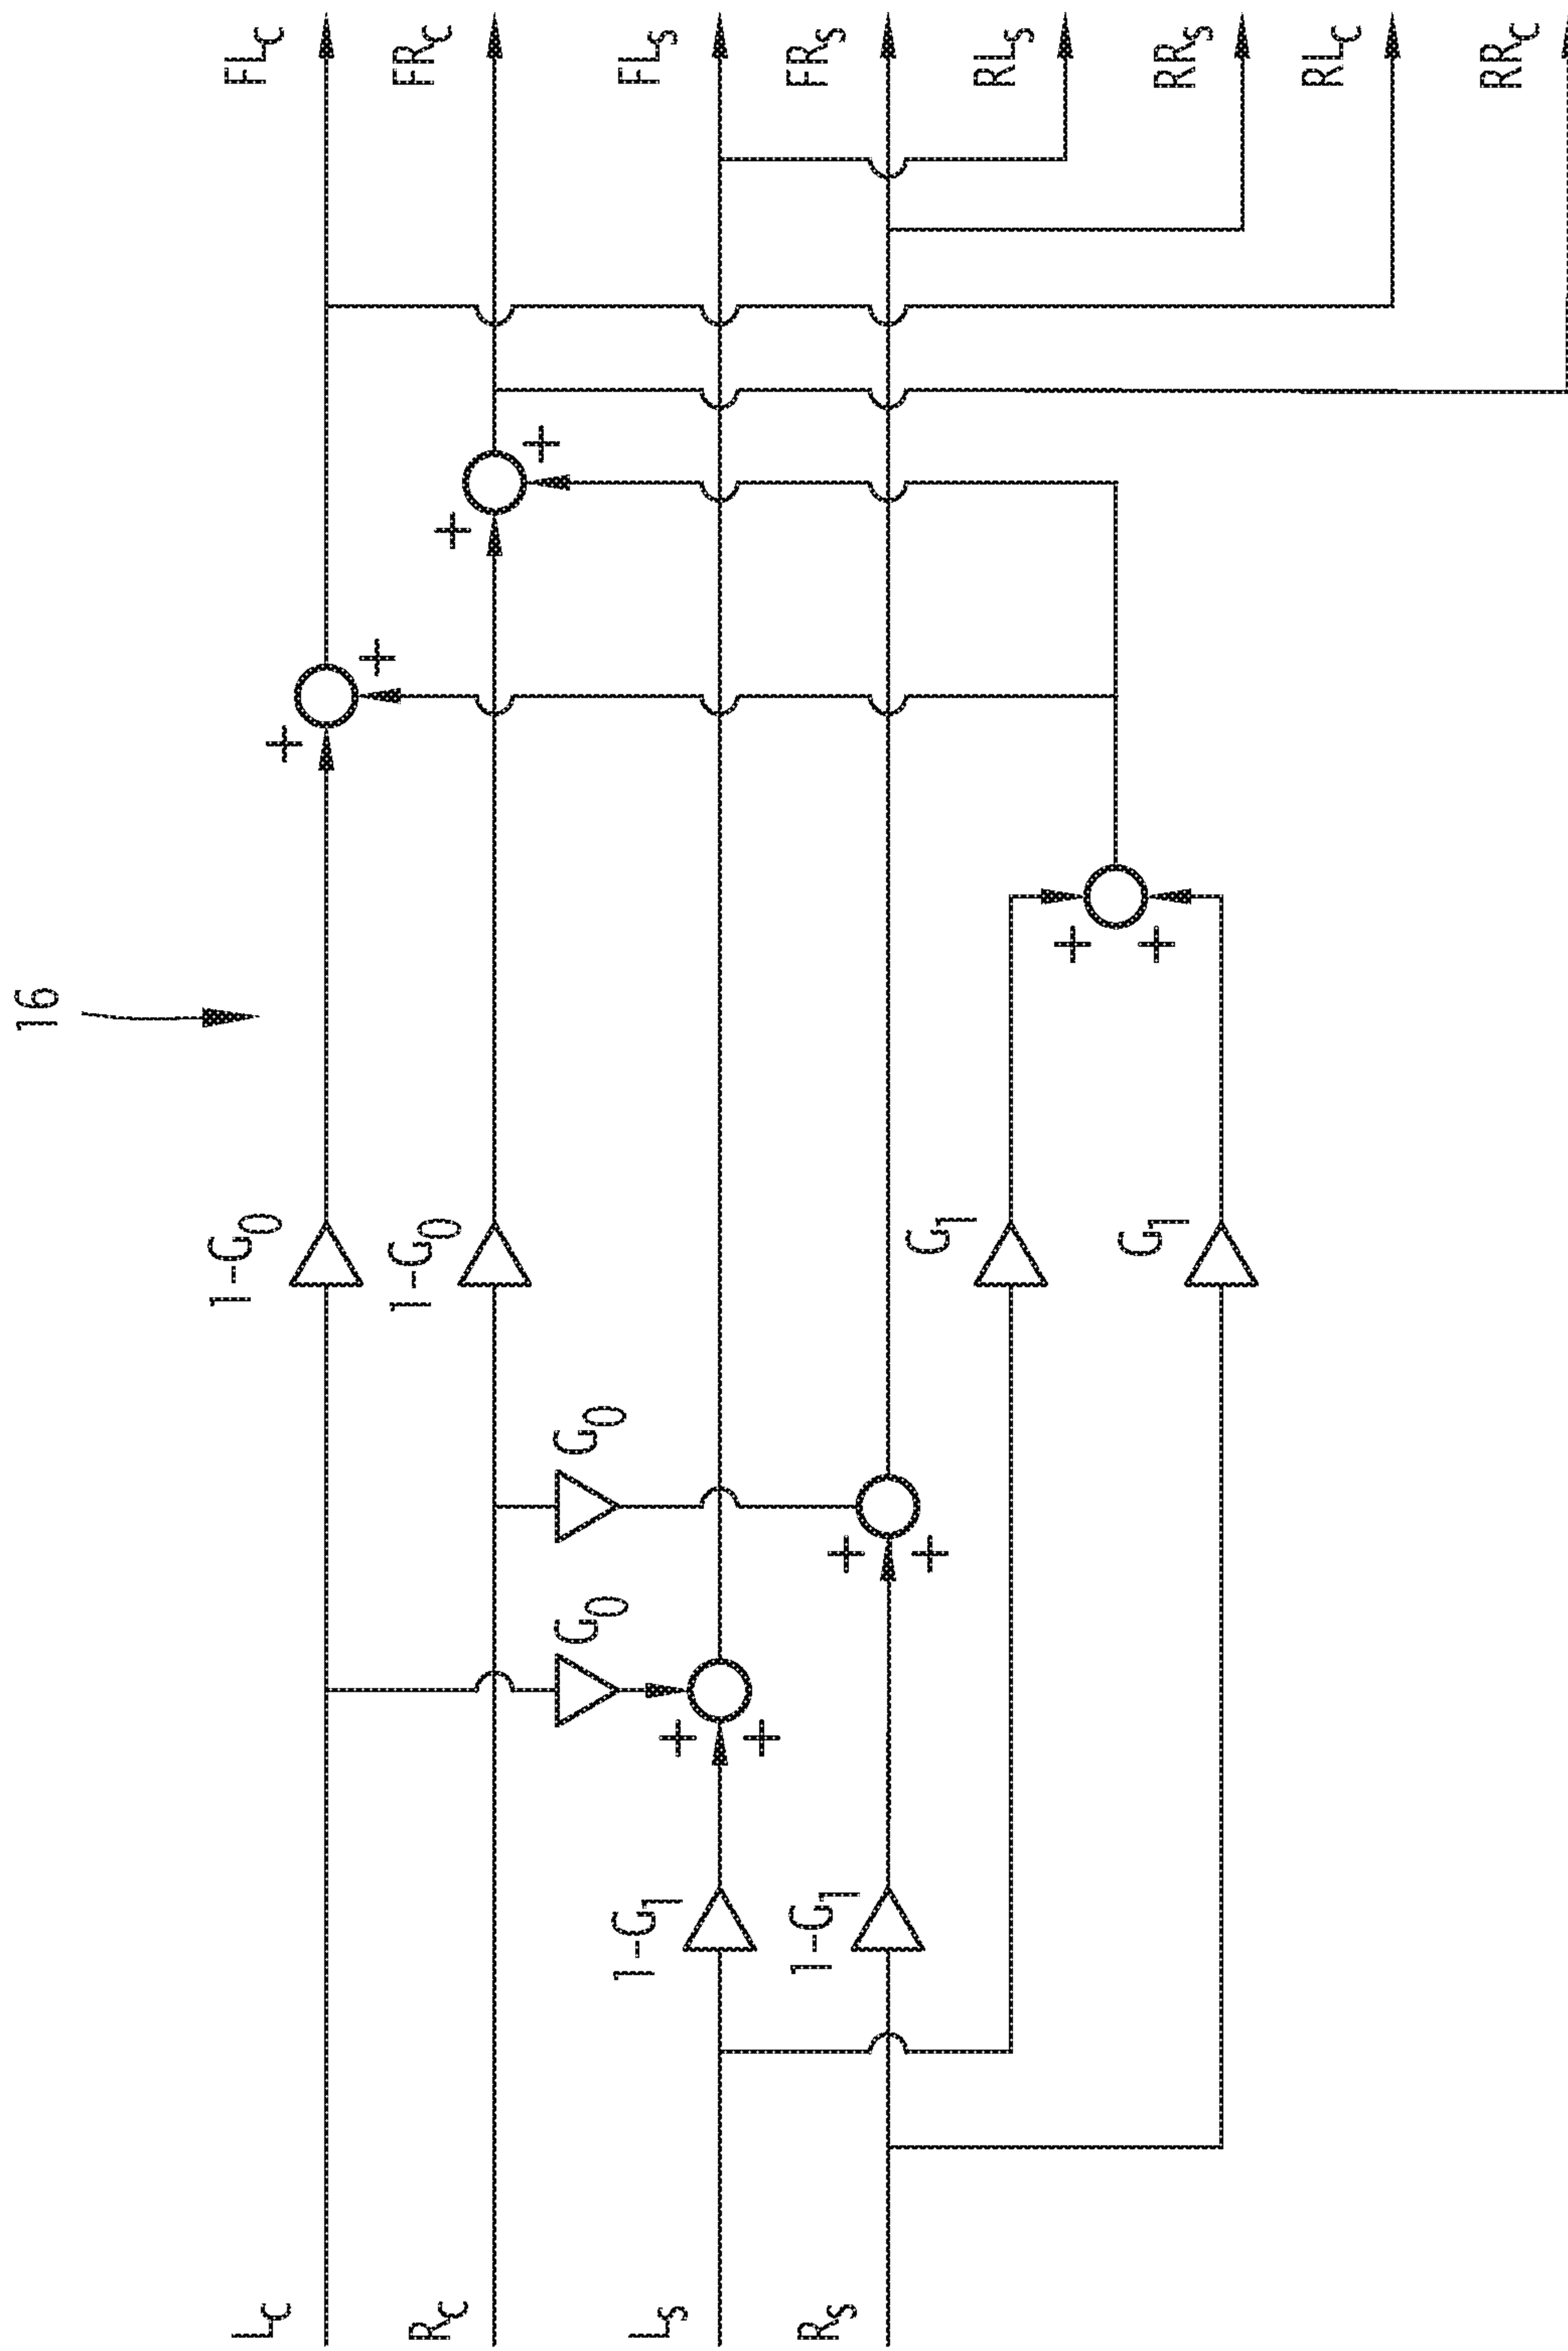 16
L_C
R_C
L_S
R_S
1-G_0
1-G_0
1-G_1
1-G_1
G_0
G_0
G_1
G_1
+
+
+
+
+
+
+
+
+
+
FL_C
FR_C
FL_S
FR_S
RL_S
RR_S
RL_C
RR_C